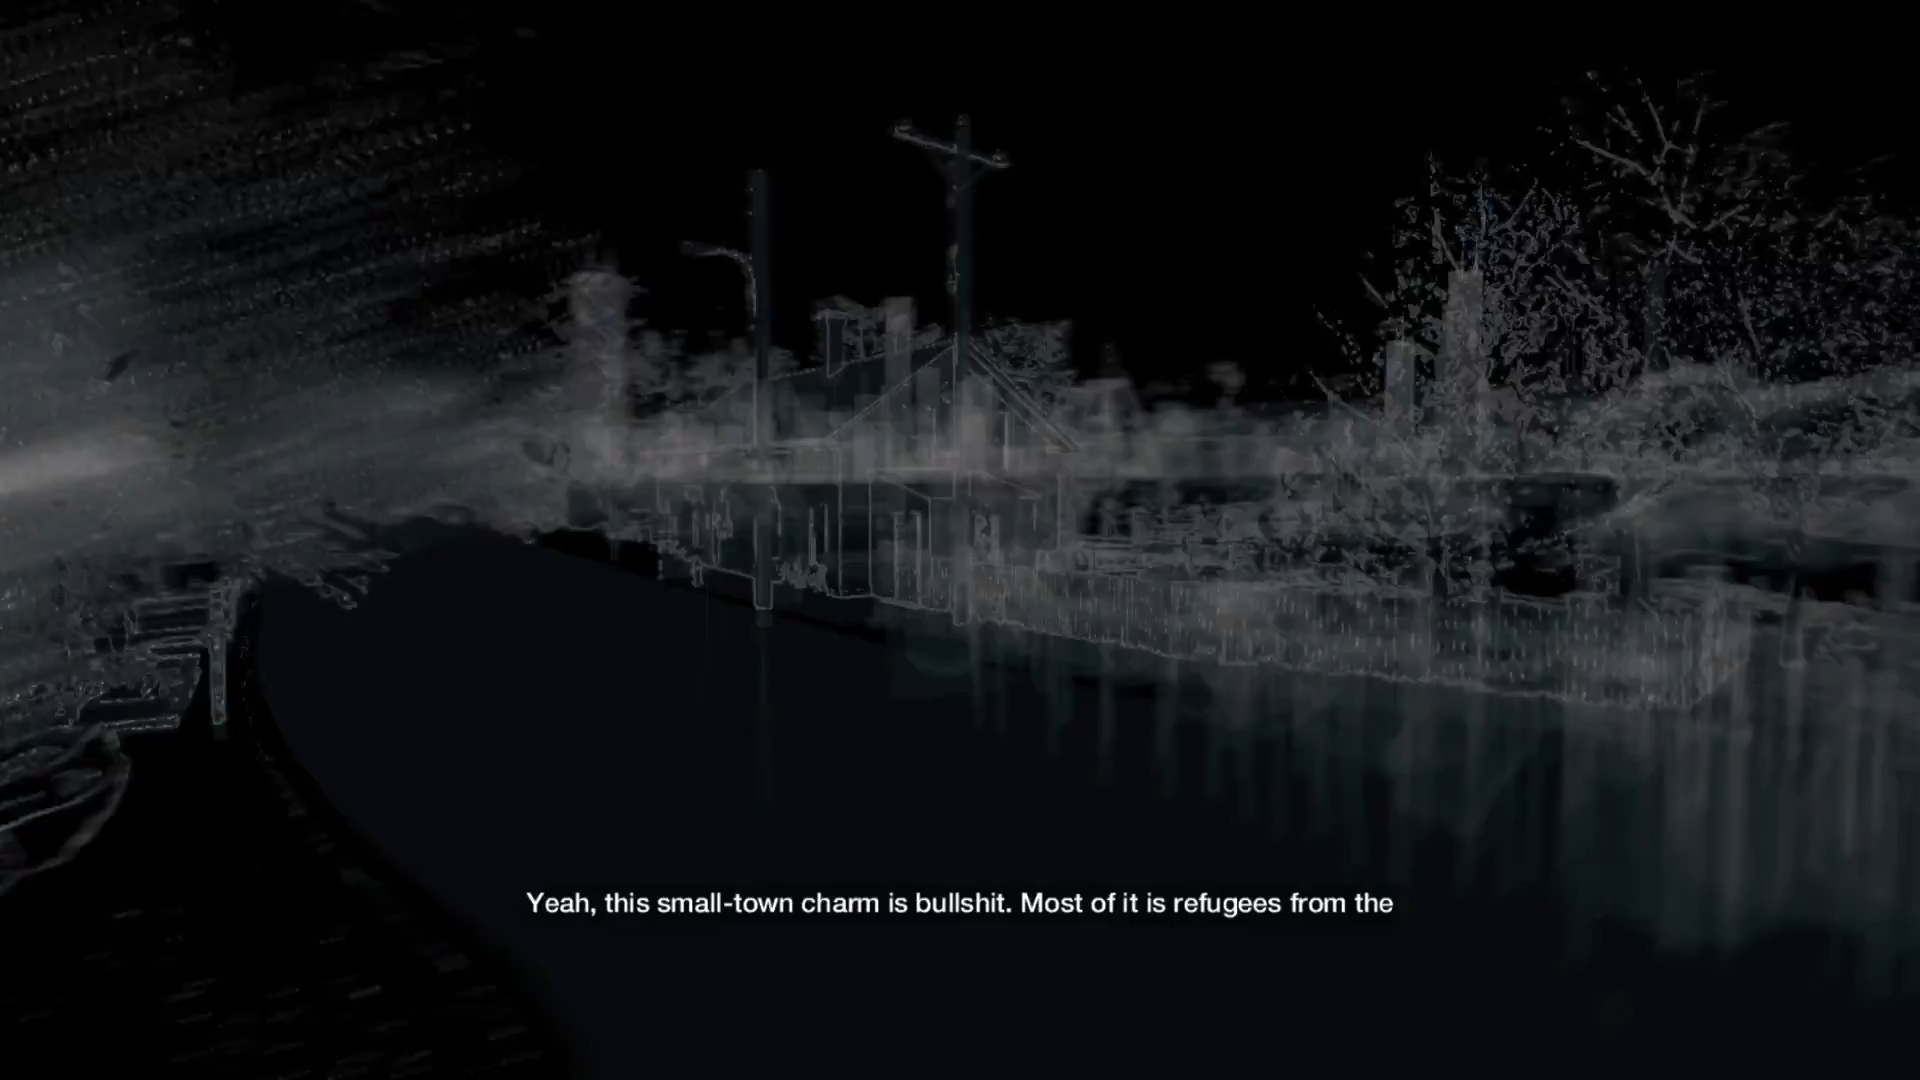 Yeah, this small-town charm is bullshit. Most of it is refugees from the